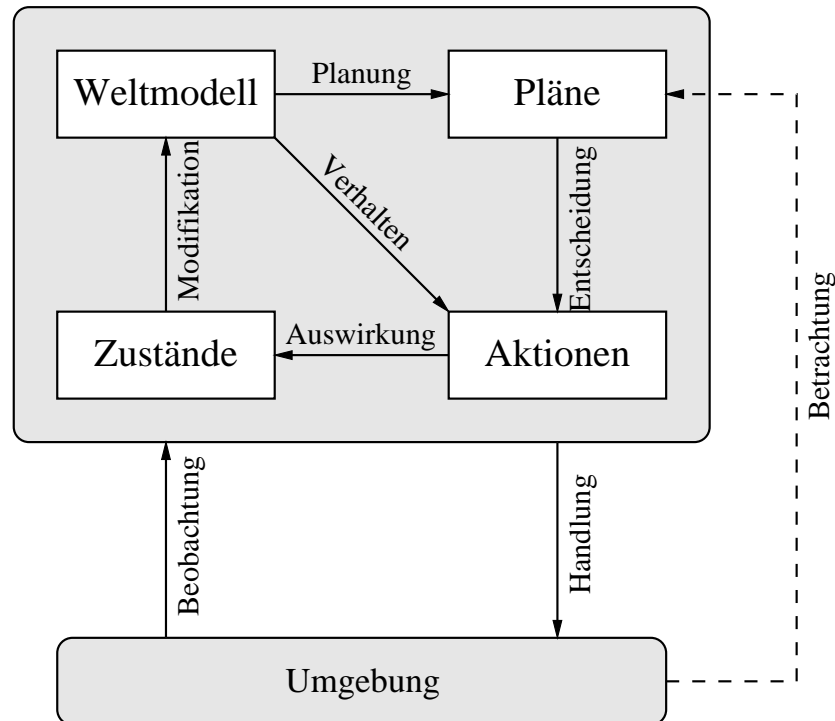 Weltmodell
Planung
Pläne
Modifikation
Verhalten
Entscheidung
Zustände
Auswirkung
Aktionen
Betrachtung
Beobachtung
Handlung
Umgebung